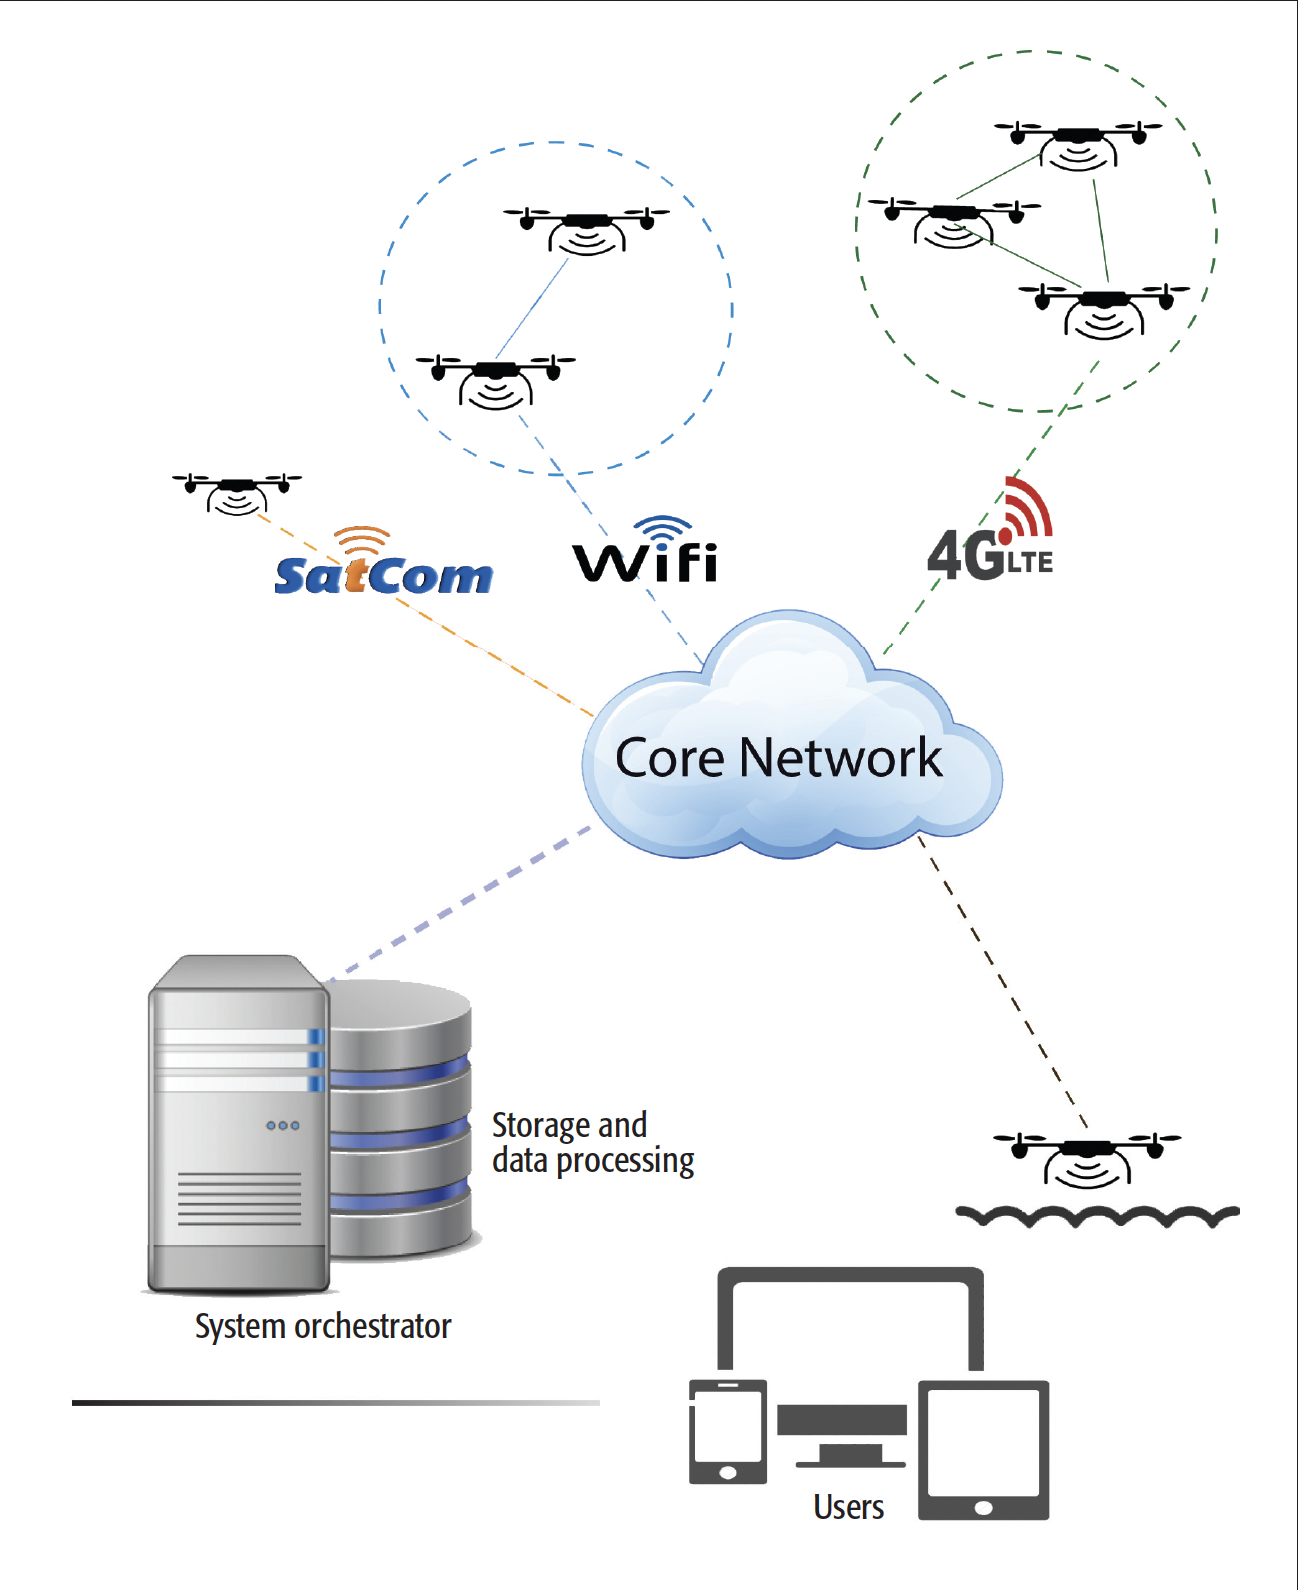 SatCom
Wifi
4G LTE
Core Network
Storage and
data processing
System orchestrator
Users